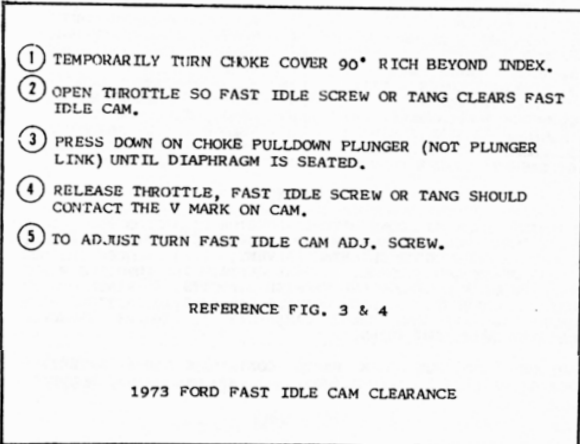 1 TEMPORARILY TURN CHOKE COVER 90° RICH BEYOND INDEX.
2 OPEN THROTTLE SO FAST IDLE SCREW OR TANG CLEARS FAST
IDLE CAM.
3 PRESS DOWN ON CHOKE PULLDOWN PLUNGER (NOT PLUNGER
LINK) UNTIL DIAPHRAGM IS SEATED.
4 RELEASE THROTTLE, FAST IDLE SCREW OR TANG SHOULD
CONTACT THE V MARK ON CAM.
5 TO ADJUST TURN FAST IDLE CAM ADJ. SCREW.
REFERENCE FIG. 3 & 4
1973 FORD FAST IDLE CAM CLEARANCE